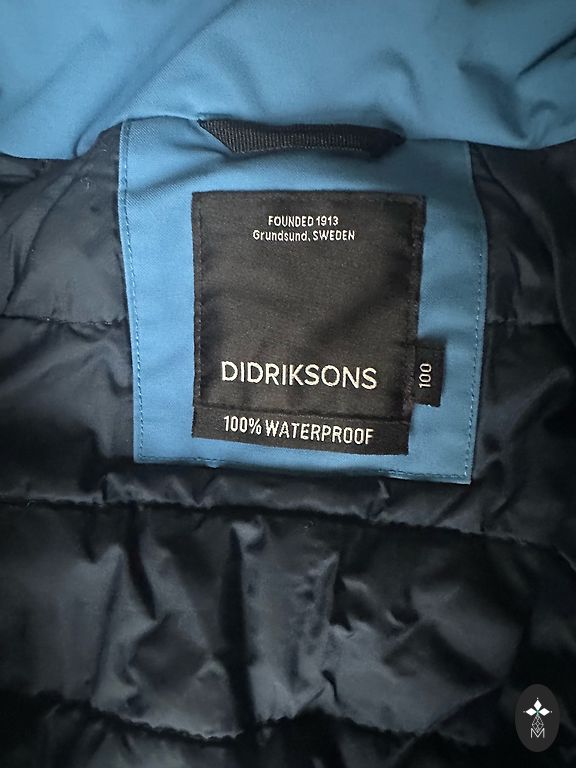 FOUNDED 1913
Grundsund, SWEDEN
DIDRIKSONS
100
100% WATERPROOF